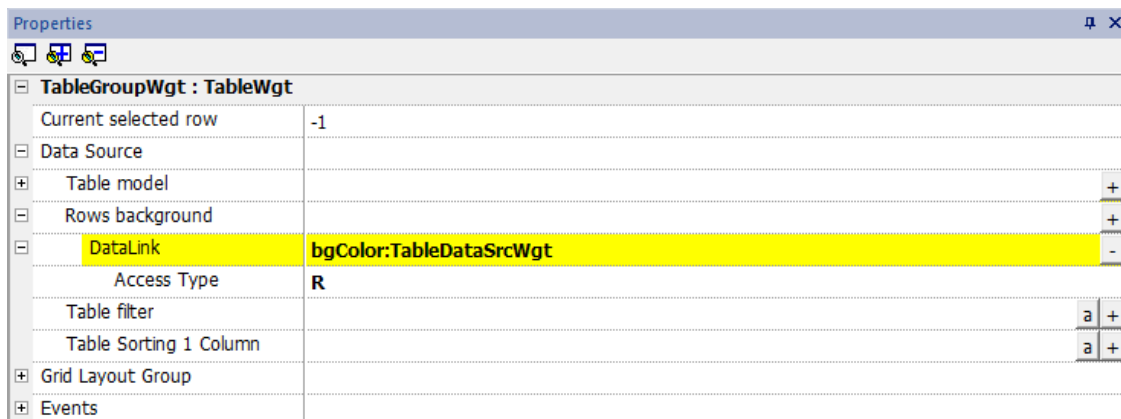 Properties
TableGroupWgt : TableWgt
Current selected row -1
Data Source
Table model +
Rows background +
DataLink bgColor:TableDataSrcWgt -
Access Type R
Table filter a +
Table Sorting 1 Column a +
Grid Layout Group
Events